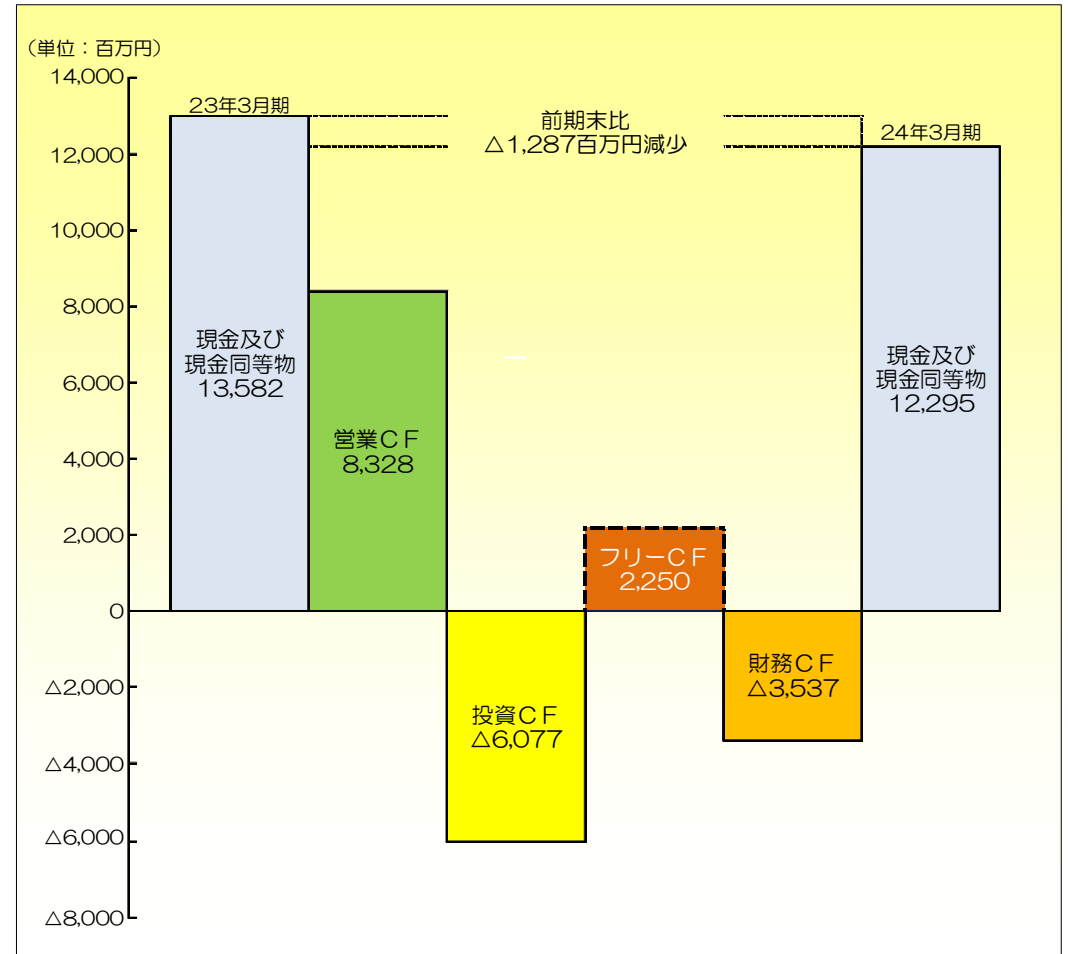 （単位：百万円）
14,000
12,000
10,000
8,000
6,000
4,000
2,000
0
△2,000
△4,000
△6,000
△8,000
23年3月期
現金及び
現金同等物
13,582
営業ＣＦ
8,328
投資ＣＦ
△6,077
フリーＣＦ
2,250
財務ＣＦ
△3,537
前期末比
△1,287百万円減少
24年3月期
現金及び
現金同等物
12,295